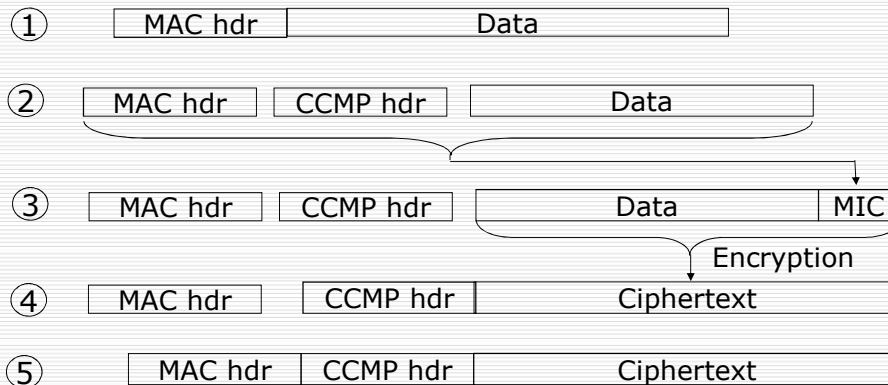 ① MAC hdr Data
② MAC hdr CCMP hdr Data
③ MAC hdr CCMP hdr Data MIC
Encryption
④ MAC hdr CCMP hdr Ciphertext
⑤ MAC hdr CCMP hdr Ciphertext